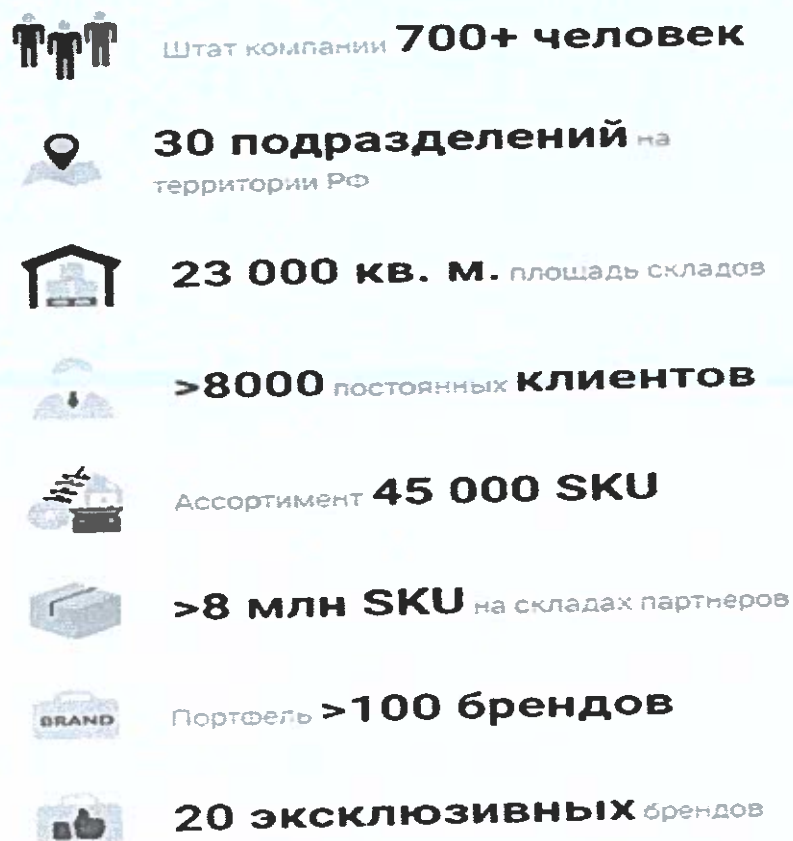 Штат компании 700+ человек
30 подразделений на
территории РФ
23 000 кв. м. площадь складов
>8000 постоянных клиентов
Ассортимент 45 000 SKU
>8 млн SKU на складах партнеров
BRAND
Портфель >100 брендов
20 эксклюзивных брендов